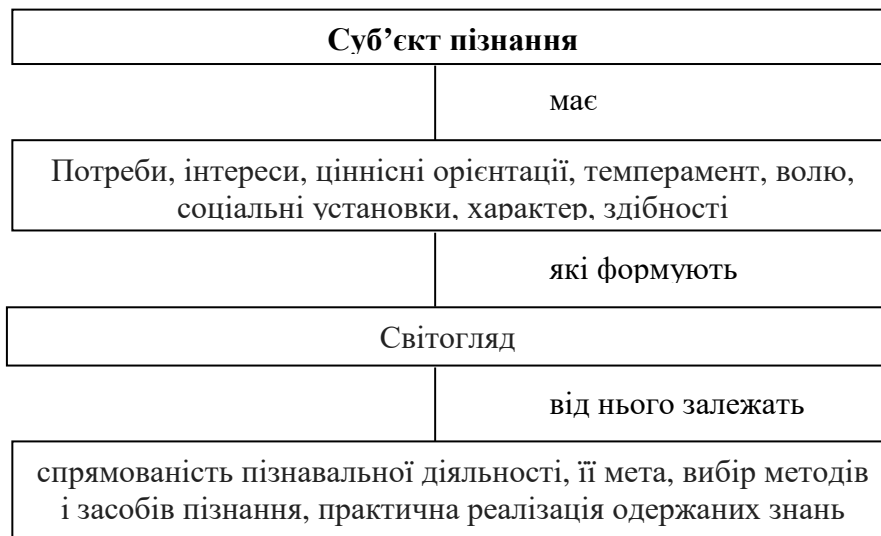 Суб’єкт пізнання
має
Потреби, інтереси, ціннісні орієнтації, темперамент, волю,
соціальні установки, характер, здібності
які формують
Світогляд
від нього залежать
спрямованість пізнавальної діяльності, її мета, вибір методів
і засобів пізнання, практична реалізація одержаних знань